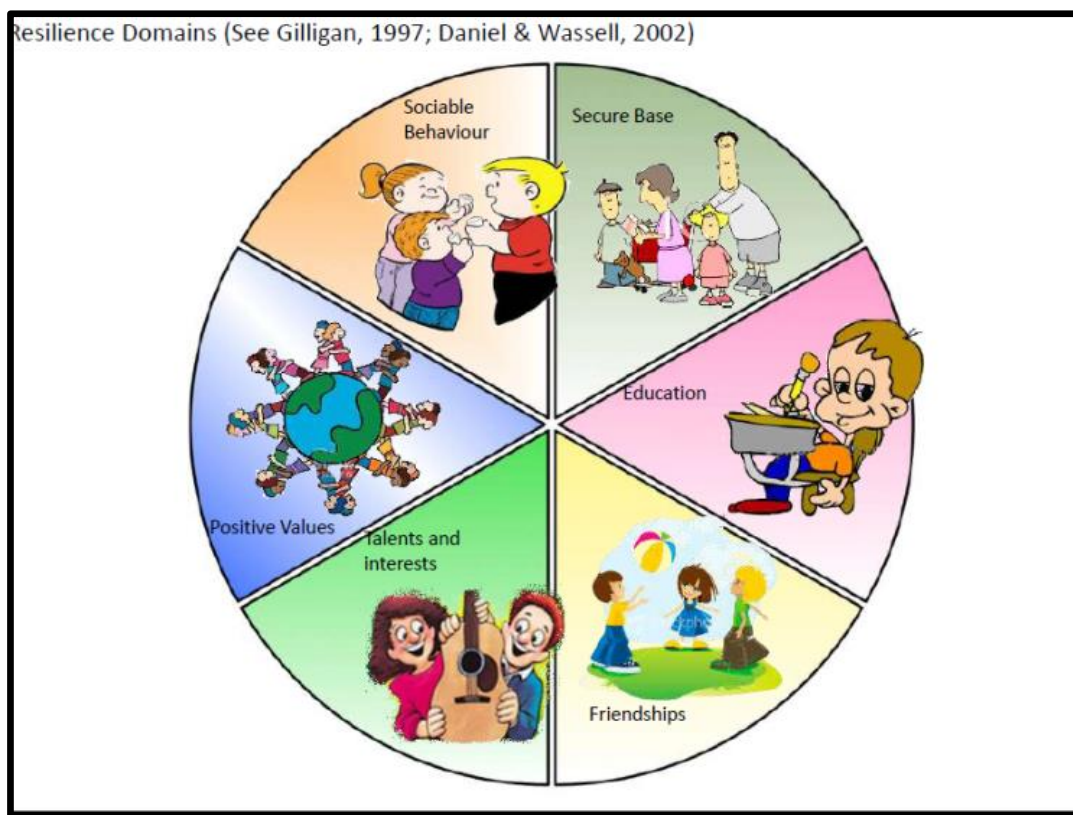 Resilience Domains (See Gilligan, 1997; Daniel & Wassell, 2002)
Sociable
Behaviour
Secure Base
Education
Positive Values
Talents and
interests
Friendships